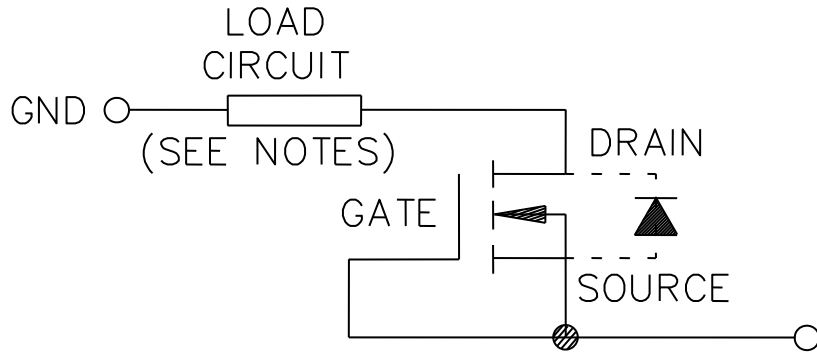 LOAD
CIRCUIT
GND
(SEE NOTES)
DRAIN
GATE
SOURCE